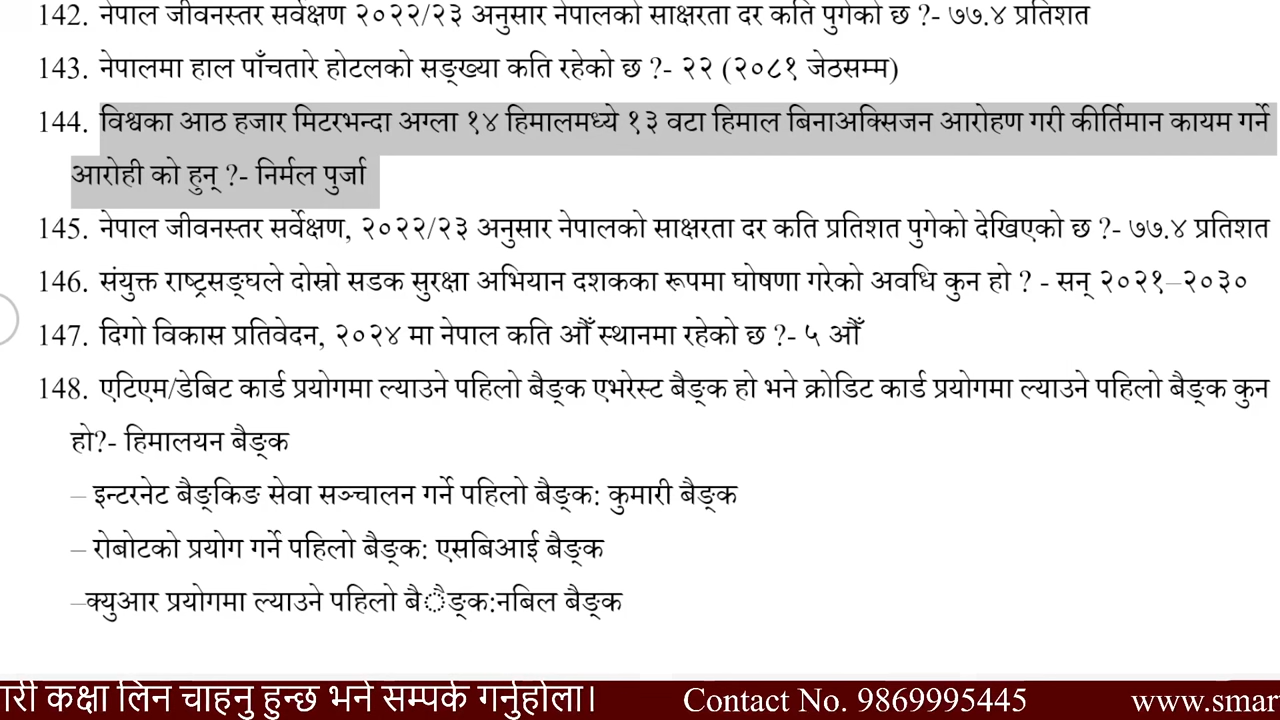 142. नेपाल जीवनस्तर सर्वेक्षण २०२२/२३ अनुसार नेपालको साक्षरता दर कति पुगेको छ ?- ७७.४ प्रतिशत
143. नेपालमा हाल पाँचतारे होटलको सङ्ख्या कति रहेको छ ?- २२ (२०८१ जेठसम्म)
144. विश्वका आठ हजार मिटरभन्दा अग्ला १४ हिमालमध्ये १३ वटा हिमाल बिनाअक्सिजन आरोहण गरी कीर्तिमान कायम गर्ने
आरोही को हुन् ?- निर्मल पुर्जा
145. नेपाल जीवनस्तर सर्वेक्षण, २०२२/२३ अनुसार नेपालको साक्षरता दर कति प्रतिशत पुगेको देखिएको छ ?- ७७.४ प्रतिशत
146. संयुक्त राष्ट्रसङ्घले दोस्रो सडक सुरक्षा अभियान दशकका रूपमा घोषणा गरेको अवधि कुन हो ? - सन् २०२१–२०३०
147. दिगो विकास प्रतिवेदन, २०२४ मा नेपाल कति औँ स्थानमा रहेको छ ?- ५ औँ
148. एटिएम/डेबिट कार्ड प्रयोगमा ल्याउने पहिलो बैङ्क एभरेस्ट बैङ्क हो भने क्रोडिट कार्ड प्रयोगमा ल्याउने पहिलो बैङ्क कुन
हो?- हिमालयन बैङ्क
– इन्टरनेट बैङ्किङ सेवा सञ्चालन गर्ने पहिलो बैङ्क: कुमारी बैङ्क
– रोबोटको प्रयोग गर्ने पहिलो बैङ्क: एसबिआई बैङ्क
–क्युआर प्रयोगमा ल्याउने पहिलो बैैङ्क:नबिल बैङ्क
ारी कक्षा लिन चाहनु हुन्छ भने सम्पर्क गर्नुहोला। Contact No. 9869995445 www.smar